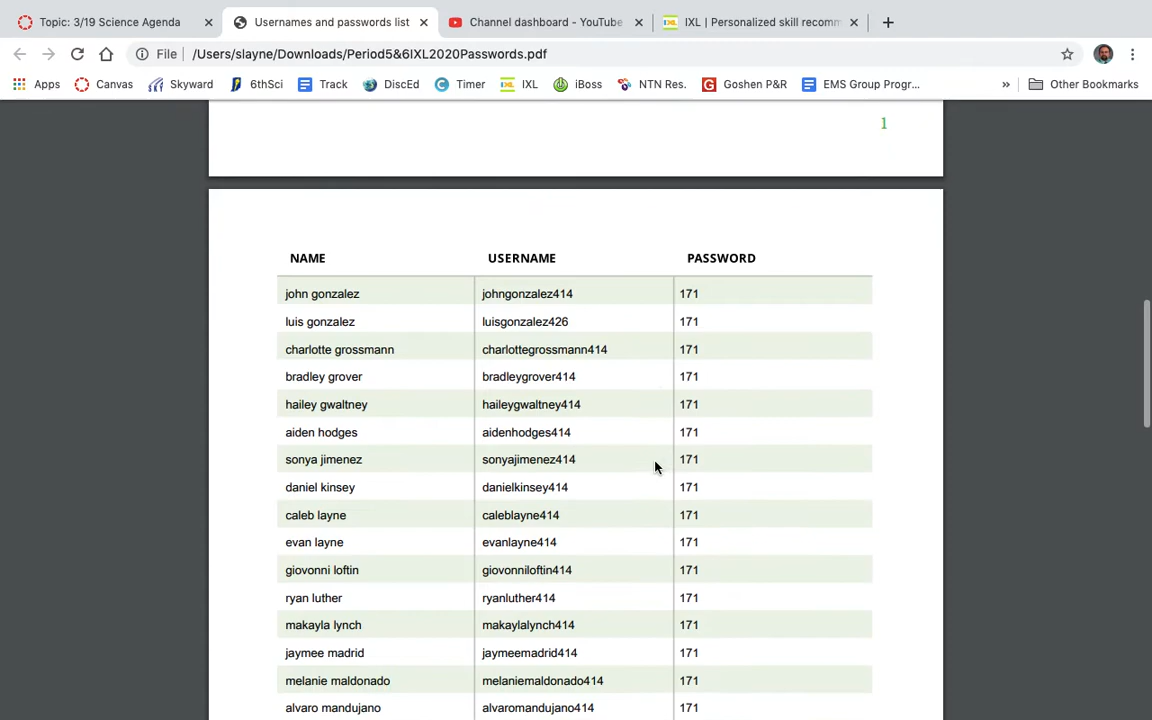 Topic: 3/19 Science Agenda
Usernames and passwords list
Channel dashboard - YouTube
IXL | Personalized skill recomm
File /Users/slayne/Downloads/Period5&6IXL2020Passwords.pdf
Apps Canvas Skyward 6thSci Track DiscEd Timer IXL iBoss NTN Res. Goshen P&R EMS Group Progr... » Other Bookmarks
1
NAME USERNAME PASSWORD
john gonzalez johngonzalez414 171
luis gonzalez luisgonzalez426 171
charlotte grossmann charlottegrossmann414 171
bradley grover bradleygrover414 171
hailey gwaltney haileygwaltney414 171
aiden hodges aidenhodges414 171
sonya jimenez sonyajimenez414 171
daniel kinsey danielkinsey414 171
caleb layne caleblayne414 171
evan layne evanlayne414 171
giovonni loftin giovonniloftin414 171
ryan luther ryanluther414 171
makayla lynch makaylalynch414 171
jaymee madrid jaymeemadrid414 171
melanie maldonado melaniemaldonado414 171
alvaro mandujano alvaromandujano414 171